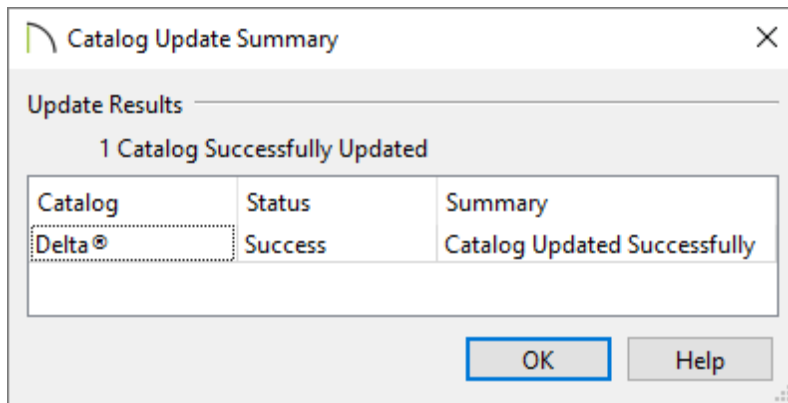 Catalog Update Summary
Update Results
1 Catalog Successfully Updated
Catalog Status Summary
Delta® Success Catalog Updated Successfully
OK Help